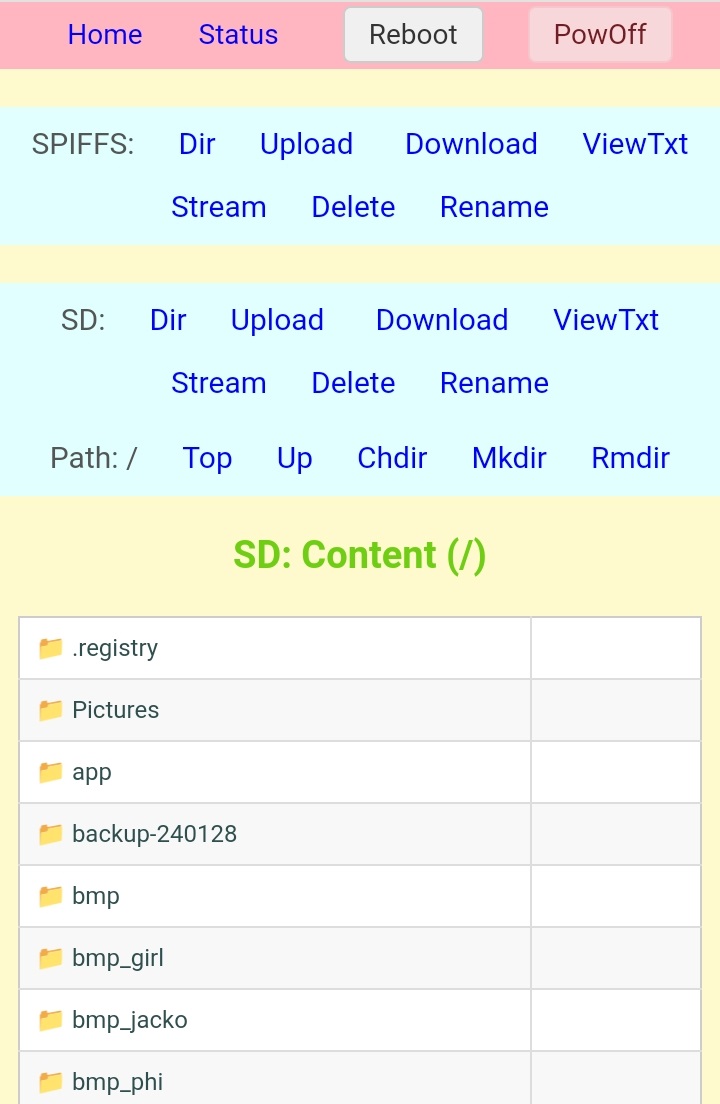 Home Status Reboot PowOff
SPIFFS: Dir Upload Download ViewTxt
Stream Delete Rename
SD: Dir Upload Download ViewTxt
Stream Delete Rename
Path: / Top Up Chdir Mkdir Rmdir
SD: Content (/)
.registry
Pictures
app
backup-240128
bmp
bmp_girl
bmp_jacko
bmp_phi